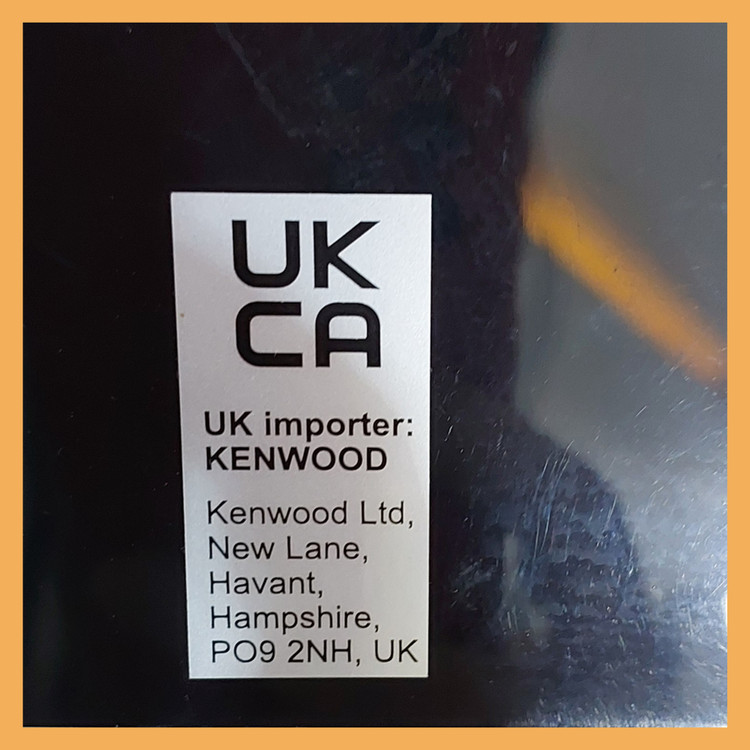 UK
CA
UK importer:
KENWOOD
Kenwood Ltd,
New Lane,
Havant,
Hampshire,
PO9 2NH, UK